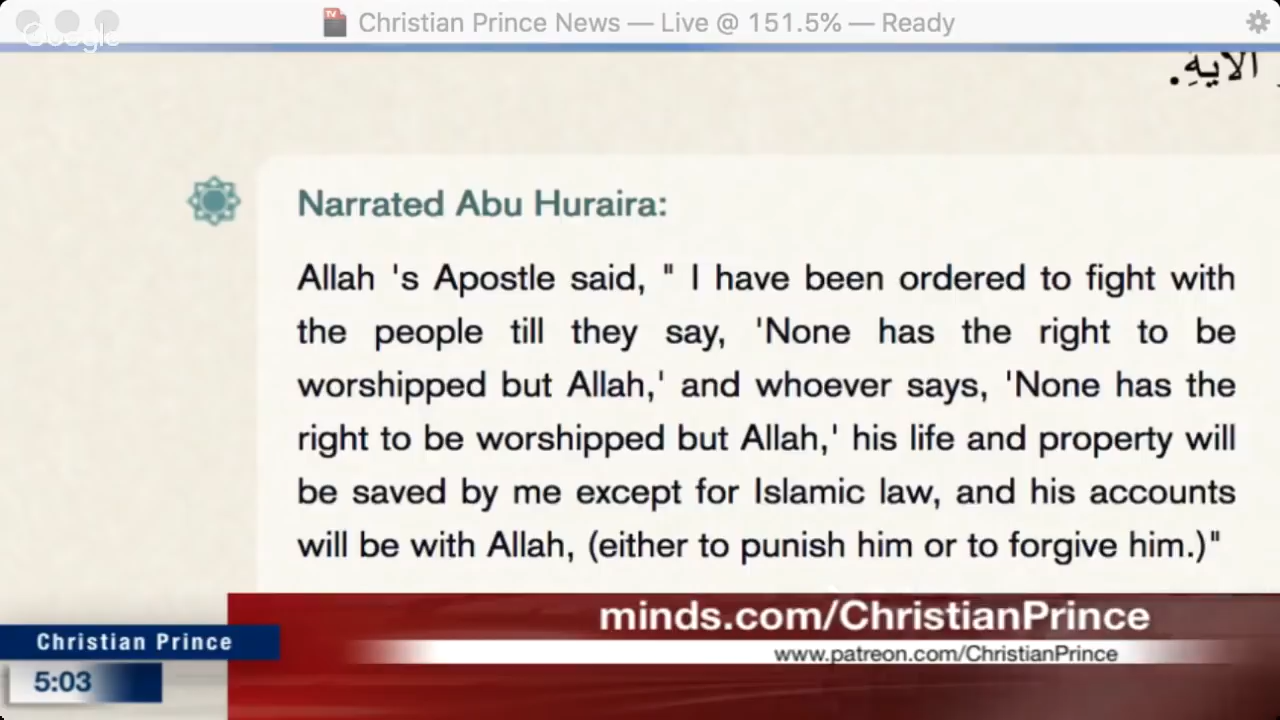 Christian Prince News — Live @ 151.5% — Ready
Google
الآيةِ.
Narrated Abu Huraira:
Allah 's Apostle said, " I have been ordered to fight with
the people till they say, 'None has the right to be
worshipped but Allah,' and whoever says, 'None has the
right to be worshipped but Allah,' his life and property will
be saved by me except for Islamic law, and his accounts
will be with Allah, (either to punish him or to forgive him.)"
minds.com/ChristianPrince
Christian Prince
www.patreon.com/ChristianPrince
5:03